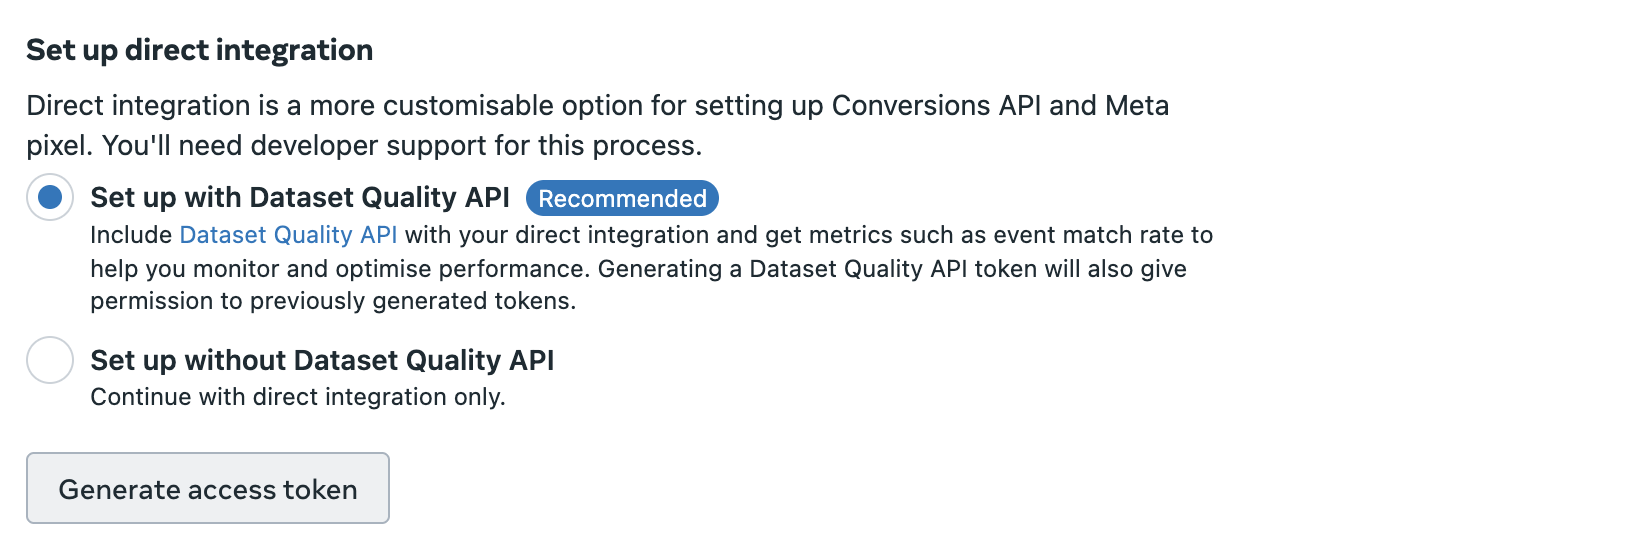 Set up direct integration
Direct integration is a more customisable option for setting up Conversions API and Meta
pixel. You'll need developer support for this process.
Set up with Dataset Quality API Recommended
Include Dataset Quality API with your direct integration and get metrics such as event match rate to
help you monitor and optimise performance. Generating a Dataset Quality API token will also give
permission to previously generated tokens.
Set up without Dataset Quality API
Continue with direct integration only.
Generate access token